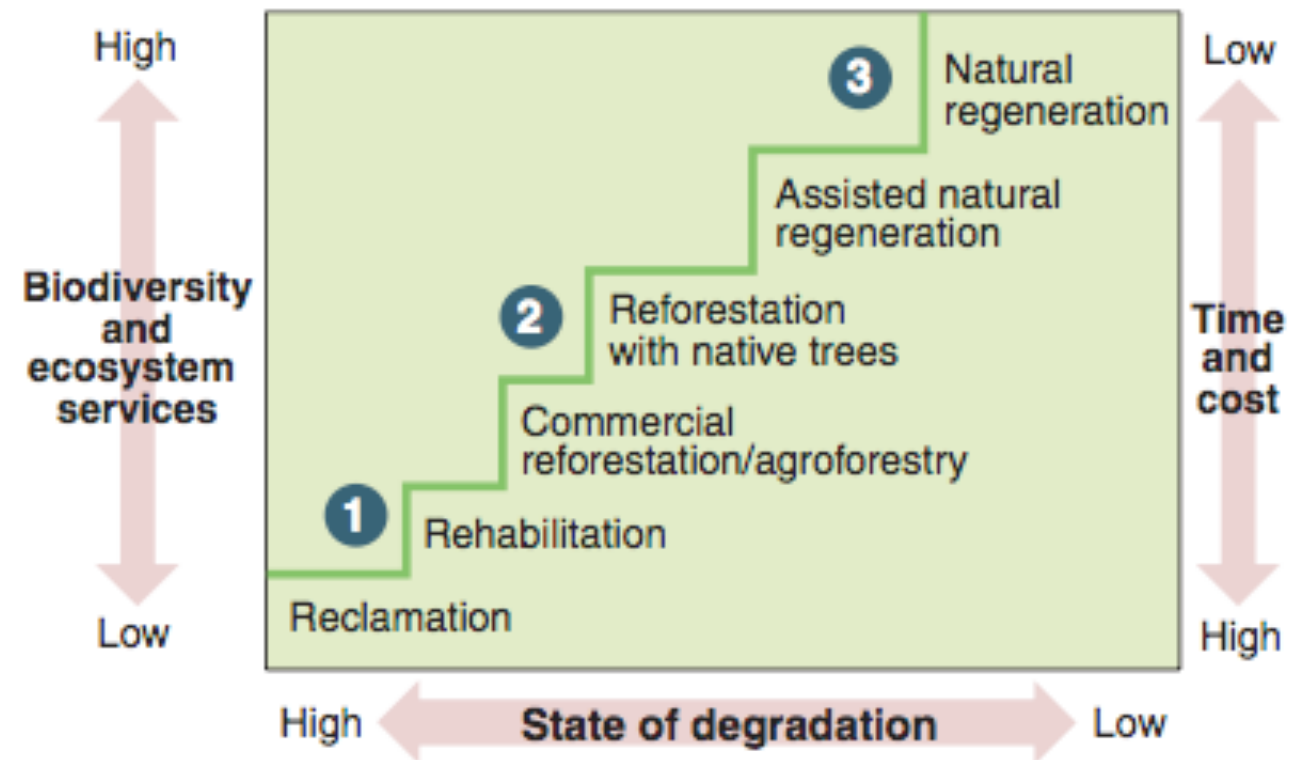 High
Biodiversity
and
ecosystem
services
Low
3
Natural
regeneration
Assisted natural
regeneration
2
Reforestation
with native trees
Commercial
reforestation/agroforestry
1
Rehabilitation
Reclamation
Low
Time
and
cost
High
High
State of degradation
Low